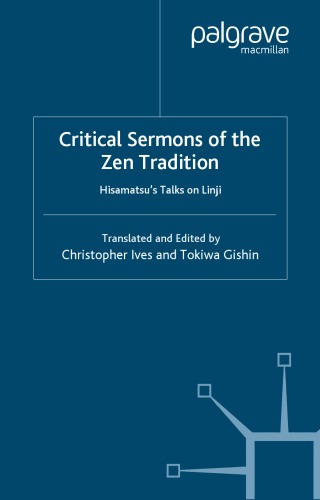 palgrave
macmillan
Critical Sermons of the
Zen Tradition
Hisamatsu's Talks on Linji
Translated and Edited by
Christopher Ives and Tokiwa Gishin